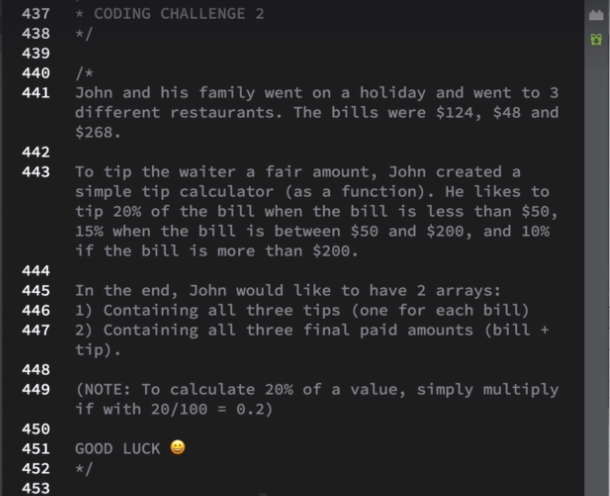 437 * CODING CHALLENGE 2
438 */
439
440 /*
441 John and his family went on a holiday and went to 3
different restaurants. The bills were $124, $48 and
$268.
442
443 To tip the waiter a fair amount, John created a
simple tip calculator (as a function). He likes to
tip 20% of the bill when the bill is less than $50,
15% when the bill is between $50 and $200, and 10%
if the bill is more than $200.
444
445 In the end, John would like to have 2 arrays:
446 1) Containing all three tips (one for each bill)
447 2) Containing all three final paid amounts (bill +
tip).
448
449 (NOTE: To calculate 20% of a value, simply multiply
if with 20/100 = 0.2)
450
451 GOOD LUCK 😀
452 */
453